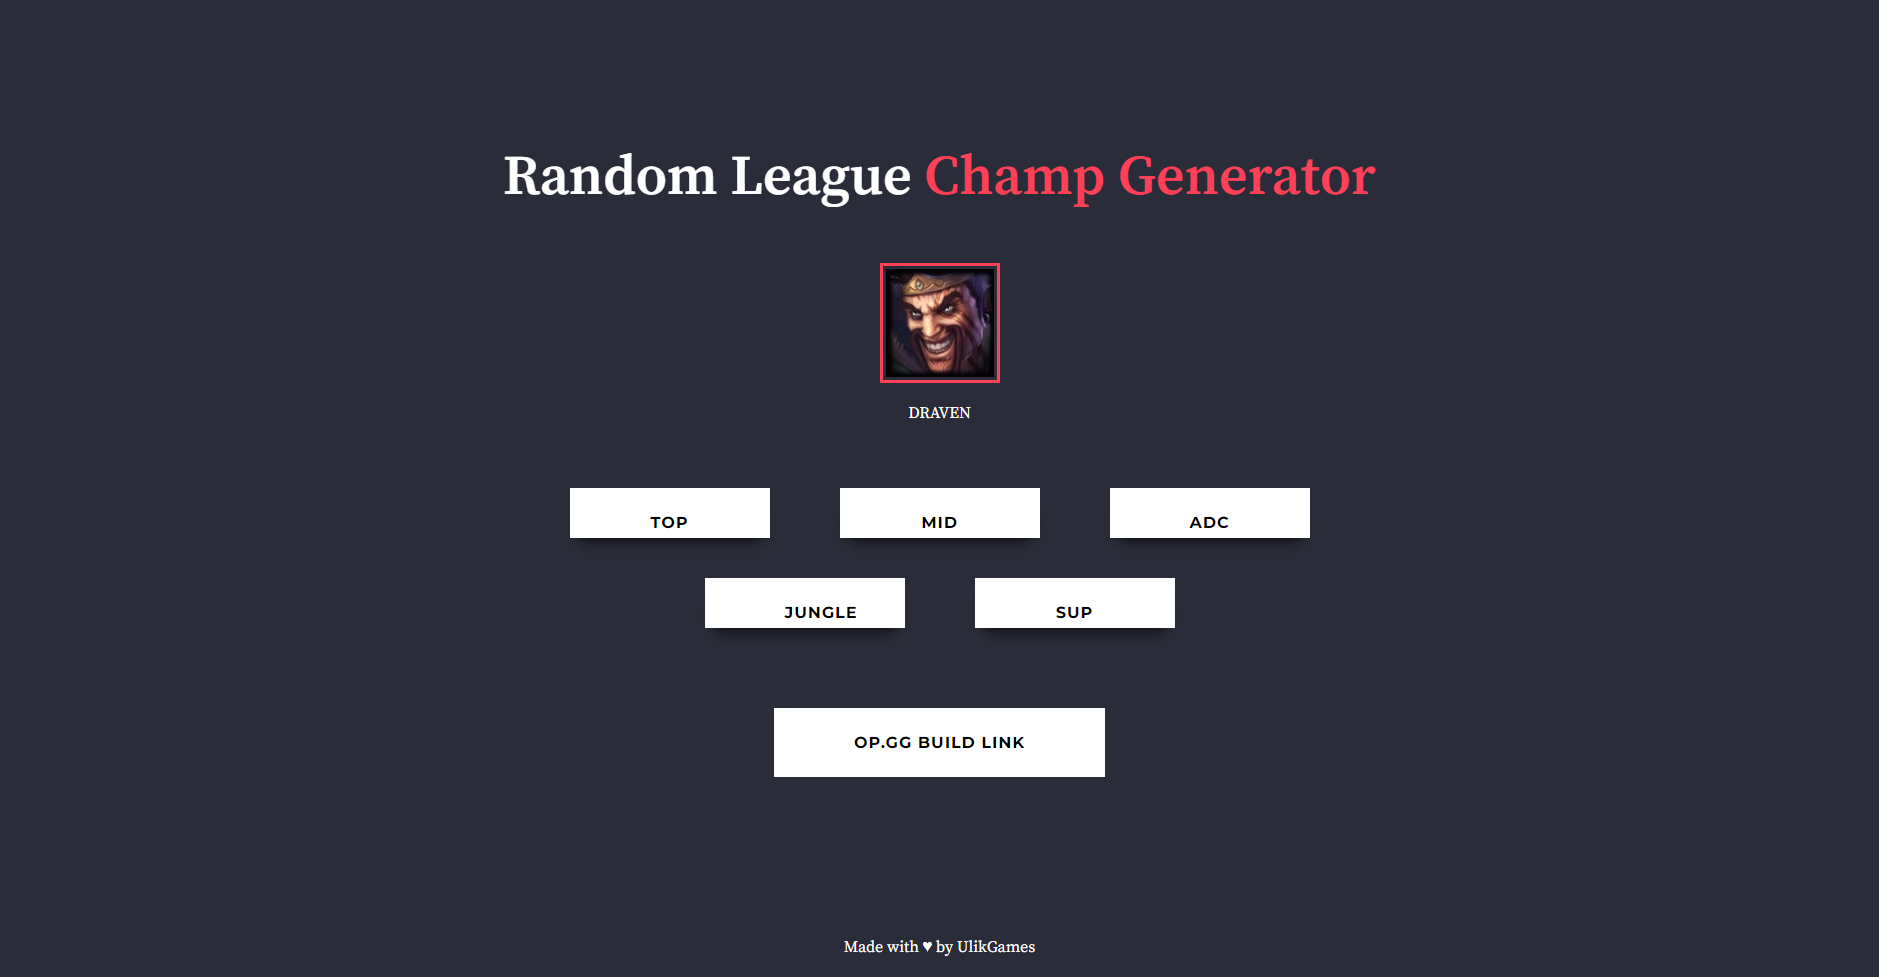 Random League Champ Generator
DRAVEN
TOP
MID
ADC
JUNGLE
SUP
OP.GG BUILD LINK
Made with ♥ by UlikGames